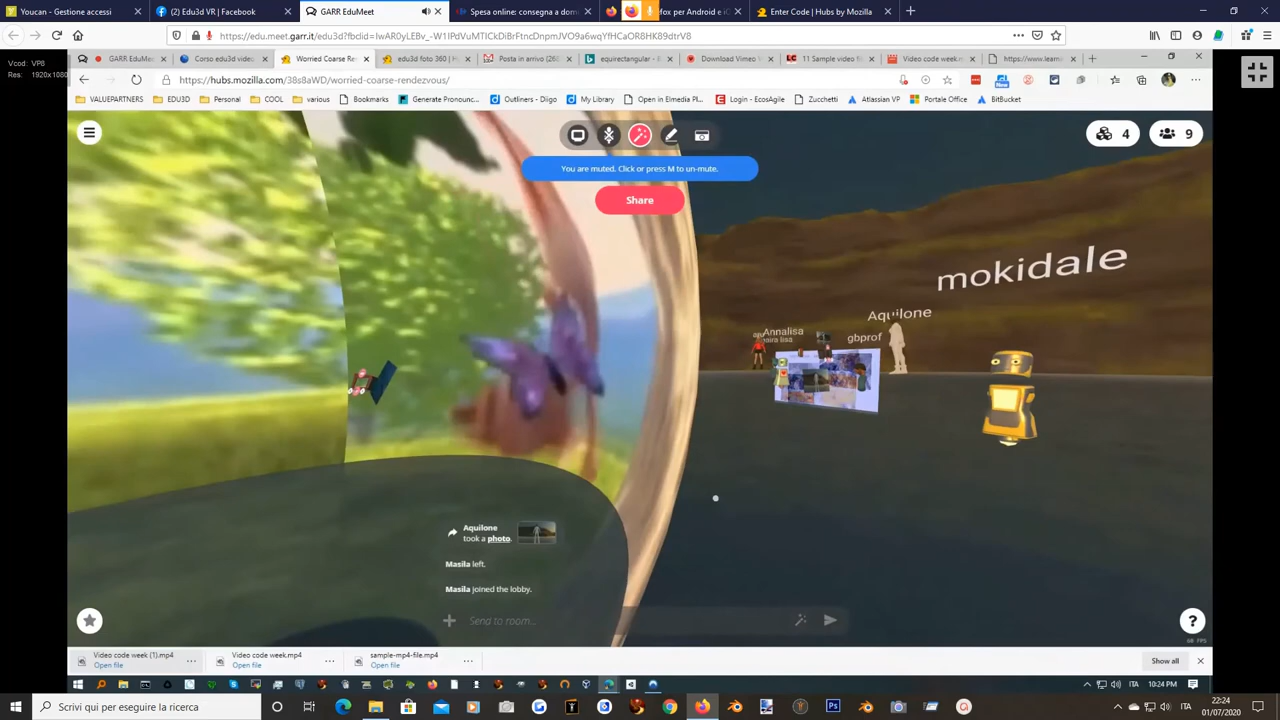 Youcan - Gestione accessi
(2) Edu3d VR | Facebook
GARR EduMeet
Spesa online: consegna a dom
fox per Android e iC
Enter Code | Hubs by Mozilla
https://edu.meet.garr.it/edu3d?fbclid=IwAR0yLEBv_-W1IPdVuMTlCkDiBrFtncDnpmJVO9a6wqYfHCaOR8HK89dtrV8
Vcod: VP8
Res: 1920x1080
GARR EduMee
Corso edu3d video
Worried Coarse Re
edu3d foto 360 | H
Posta in arrivo (268
equirectangular - B
Download Vimeo V
11 Sample video fi
Video code week.m
https://www.learni
https://hubs.mozilla.com/38s8aWD/worried-coarse-rendezvous/
VALUEPARTNERS
EDU3D
Personal
COOL
various
Bookmarks
Generate Pronounc...
Outliners - Diigo
My Library
Open in Elmedia Pl...
Login - EcoAgile
Zucchetti
Atlassian VP
Portale Office
BitBucket
4
9
You are muted. Click or press M to un-mute.
Share
mokidale
Aquilone
Annalisa
gbprof
Aquilone
took a photo.
Masila left.
Masila joined the lobby.
Send to room...
Video code week (1).mp4
Open file
Video code week.mp4
Open file
sample-mp4-file.mp4
Open file
Show all
ITA
10:24 PM
Scrivi qui per eseguire la ricerca
ITA
22:24
01/07/2020